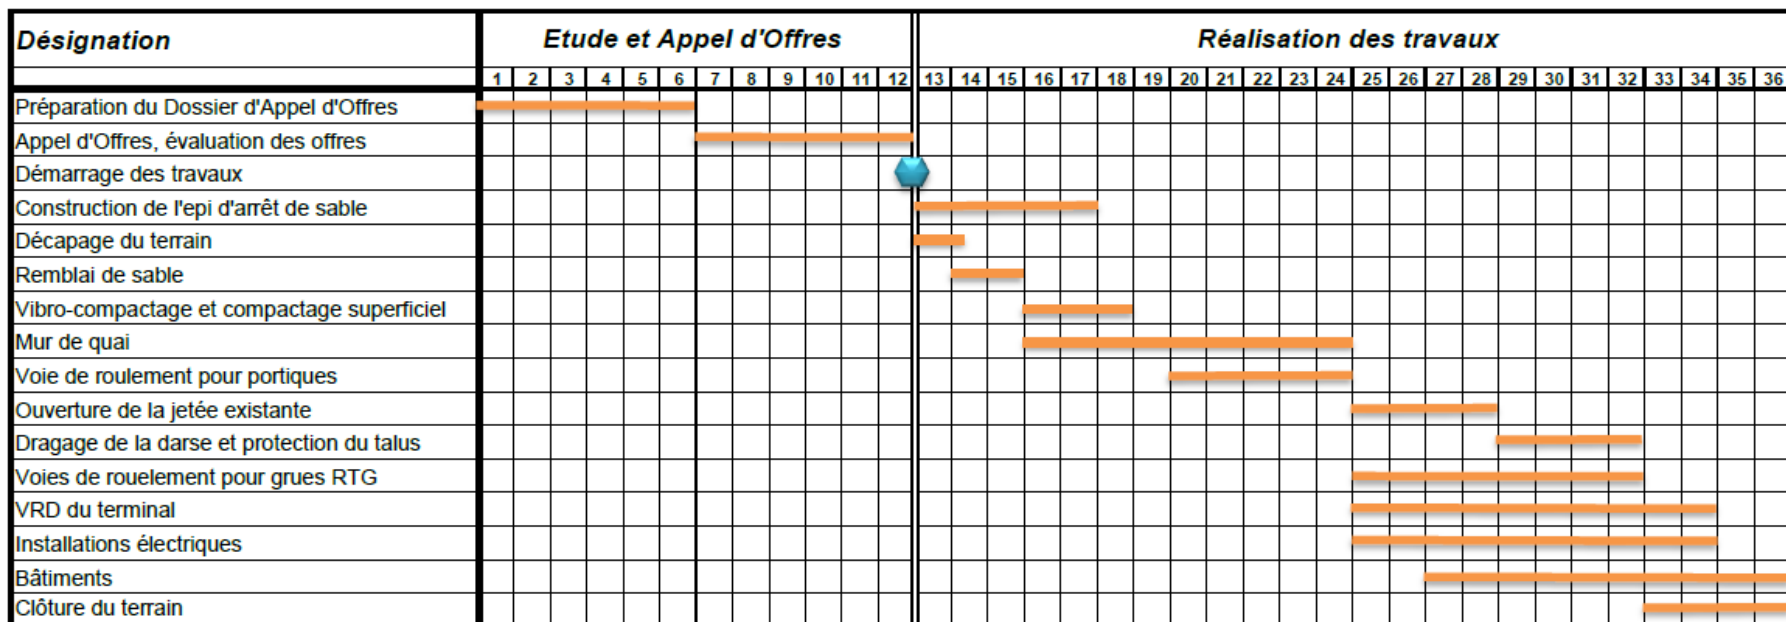 Désignation Etude et Appel d'Offres Réalisation des travaux
1 2 3 4 5 6 7 8 9 10 11 12 13 14 15 16 17 18 19 20 21 22 23 24 25 26 27 28 29 30 31 32 33 34 35 36
Préparation du Dossier d'Appel d'Offres
Appel d'Offres, évaluation des offres
Démarrage des travaux
Construction de l'epi d'arrêt de sable
Décapage du terrain
Remblai de sable
Vibro-compactage et compactage superficiel
Mur de quai
Voie de roulement pour portiques
Ouverture de la jetée existante
Dragage de la darse et protection du talus
Voies de rouelement pour grues RTG
VRD du terminal
Installations électriques
Bâtiments
Clôture du terrain